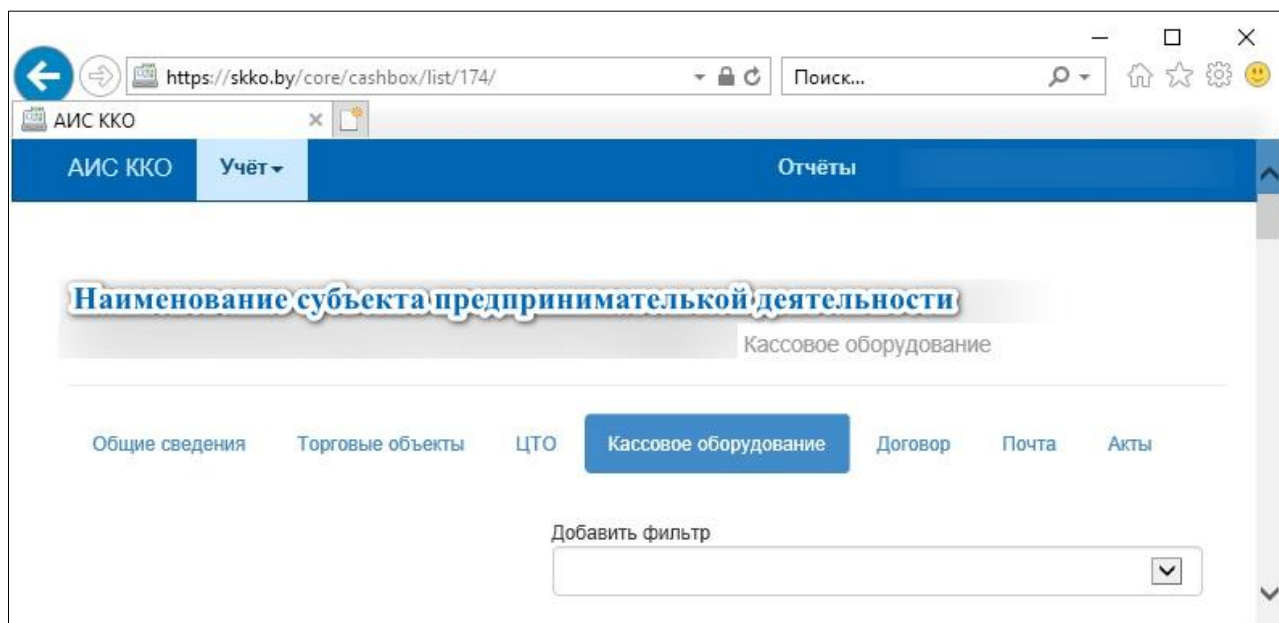 https://skko.by/core/cashbox/list/174/ Поиск...
АИС ККО
АИС ККО Учёт Отчёты
Наименование субъекта предпринимателькой деятельности
Кассовое оборудование
Общие сведения Торговые объекты ЦТО Кассовое оборудование Договор Почта Акты
Добавить фильтр